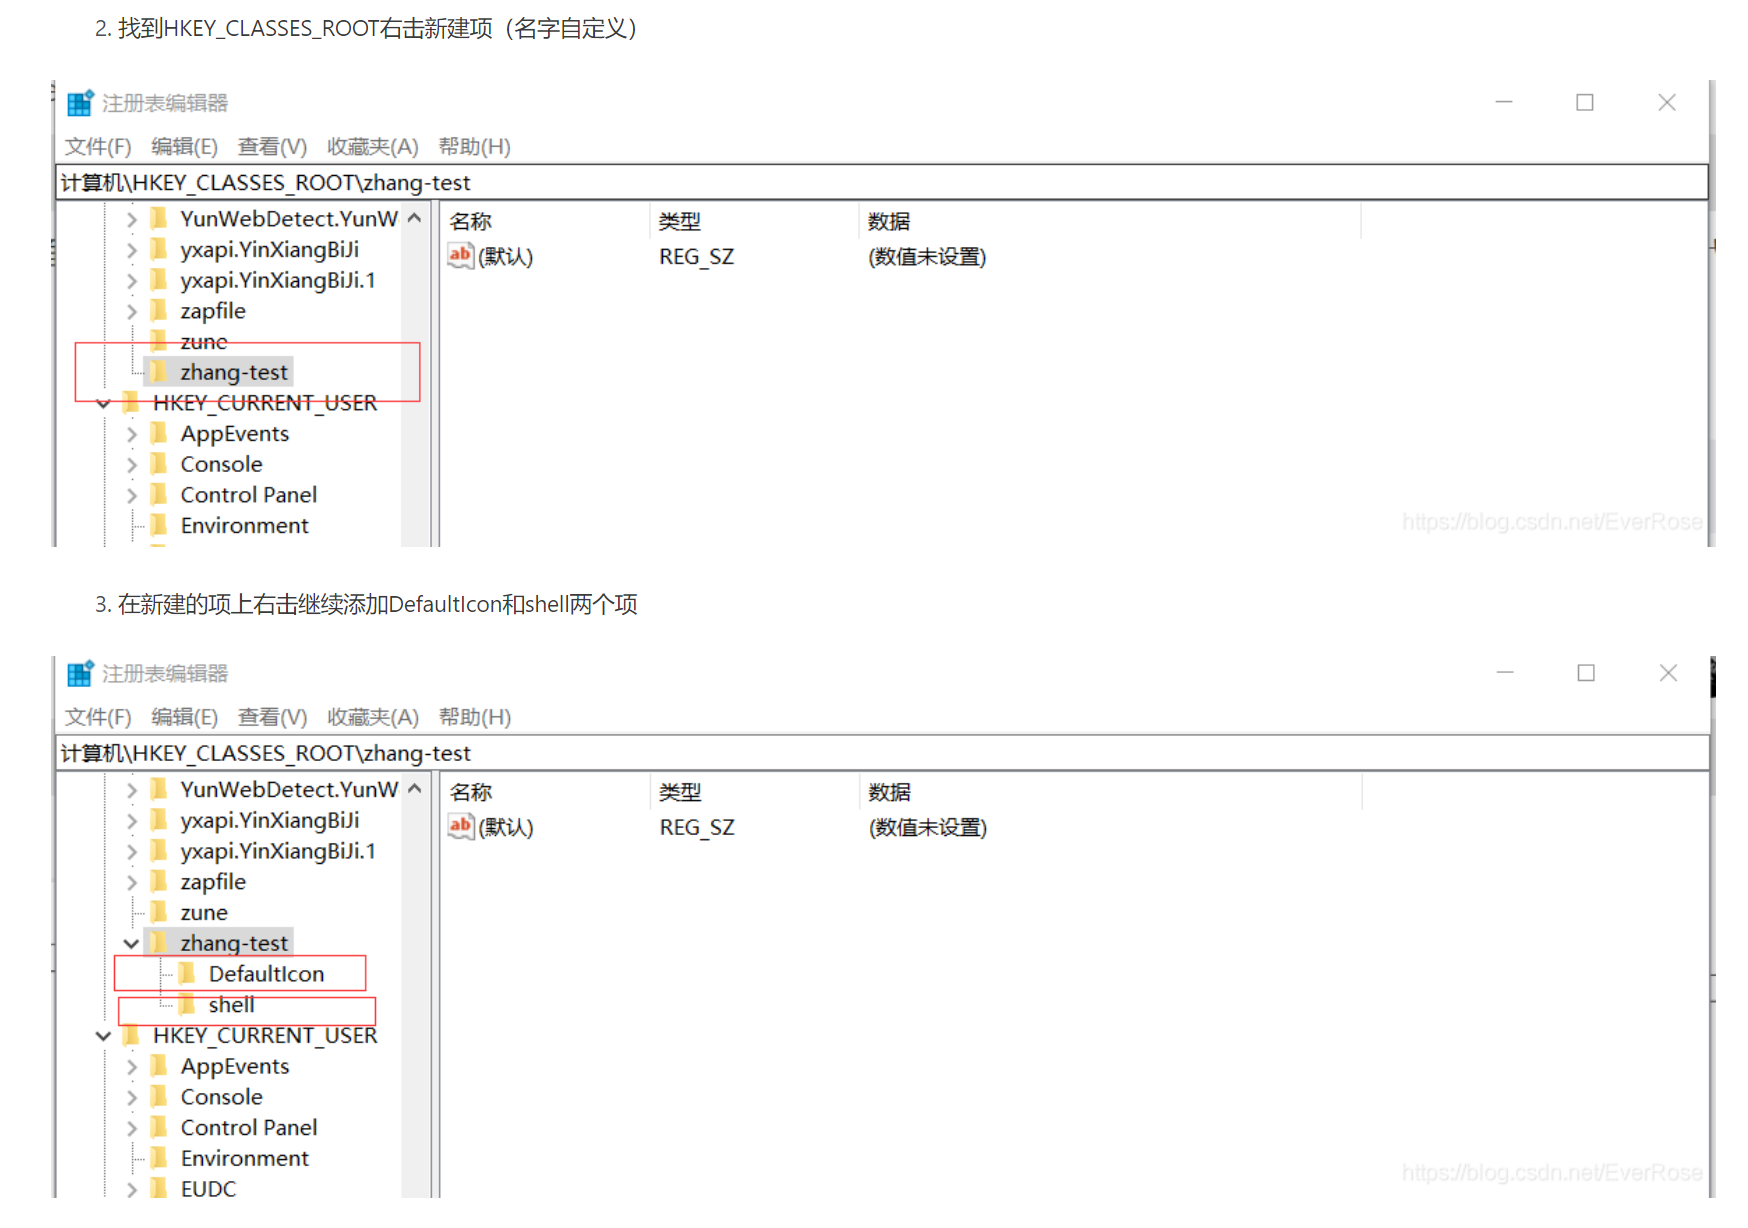 2. 找到HKEY_CLASSES_ROOT右击新建项（名字自定义）
注册表编辑器
文件(F) 编辑(E) 查看(V) 收藏夹(A) 帮助(H)
计算机\HKEY_CLASSES_ROOT\zhang-test
YunWebDetect.YunW
名称 类型 数据
yxapi.YinXiangBiJi
ab (默认) REG_SZ (数值未设置)
yxapi.YinXiangBiJi.1
zapfile
zune
zhang-test
HKEY_CURRENT_USER
AppEvents
Console
Control Panel
Environment
https://blog.csdn.net/EverRose
3. 在新建的项上右击继续添加DefaultIcon和shell两个项
注册表编辑器
文件(F) 编辑(E) 查看(V) 收藏夹(A) 帮助(H)
计算机\HKEY_CLASSES_ROOT\zhang-test
YunWebDetect.YunW
名称 类型 数据
yxapi.YinXiangBiJi
ab (默认) REG_SZ (数值未设置)
yxapi.YinXiangBiJi.1
zapfile
zune
zhang-test
DefaultIcon
shell
HKEY_CURRENT_USER
AppEvents
Console
Control Panel
Environment
EUDC
https://blog.csdn.net/EverRose